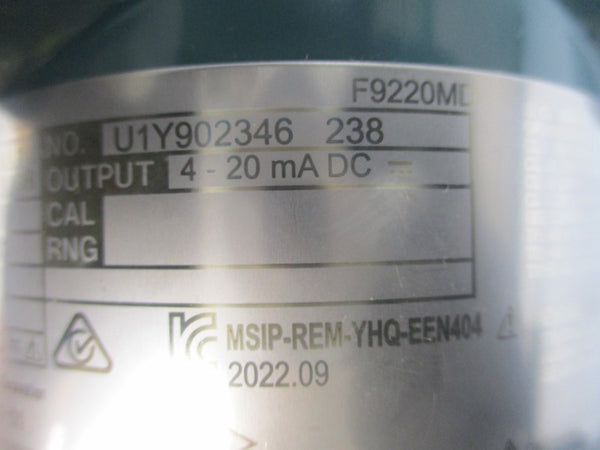 F9220MD
NO. U1Y902346 238
OUTPUT 4 - 20 mA DC ⎓
CAL
RNG
MSIP-REM-YHQ-EEN404
2022.09